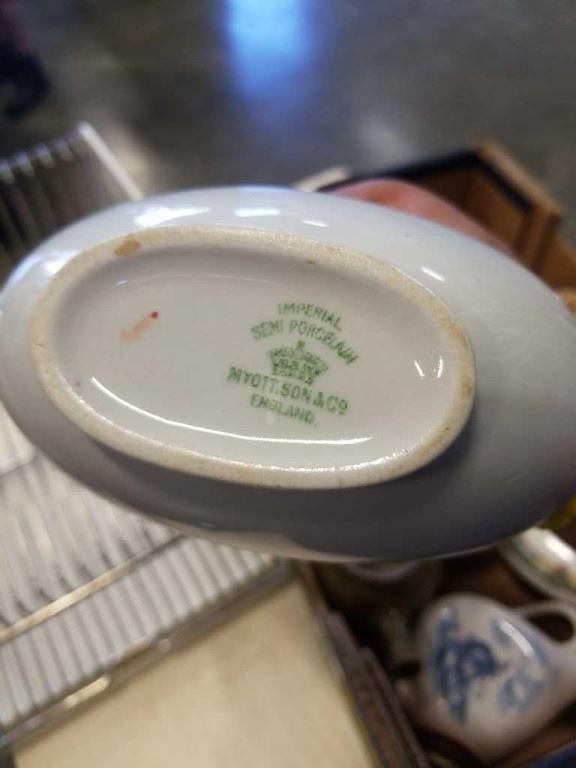 IMPERIAL
SEMI PORCELAIN
MYOTT.SON & Co
ENGLAND.